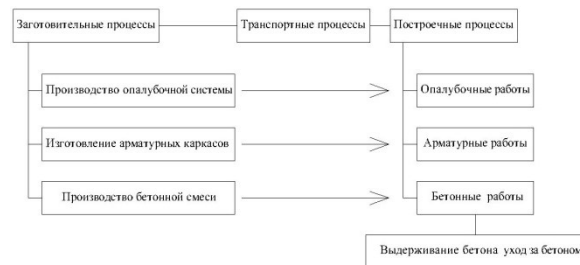 Заготовительные процессы
Транспортные процессы
Построечные процессы
Производство опалубочной системы
Опалубочные работы
Изготовление арматурных каркасов
Арматурные работы
Производство бетонной смеси
Бетонные работы
Выдерживание бетона уход за бетоном